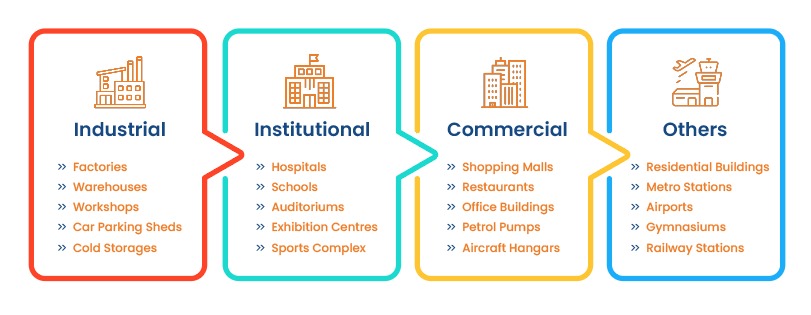 Industrial
» Factories
» Warehouses
» Workshops
» Car Parking Sheds
» Cold Storages
Institutional
» Hospitals
» Schools
» Auditoriums
» Exhibition Centres
» Sports Complex
Commercial
» Shopping Malls
» Restaurants
» Office Buildings
» Petrol Pumps
» Aircraft Hangars
Others
» Residential Buildings
» Metro Stations
» Airports
» Gymnasiums
» Railway Stations